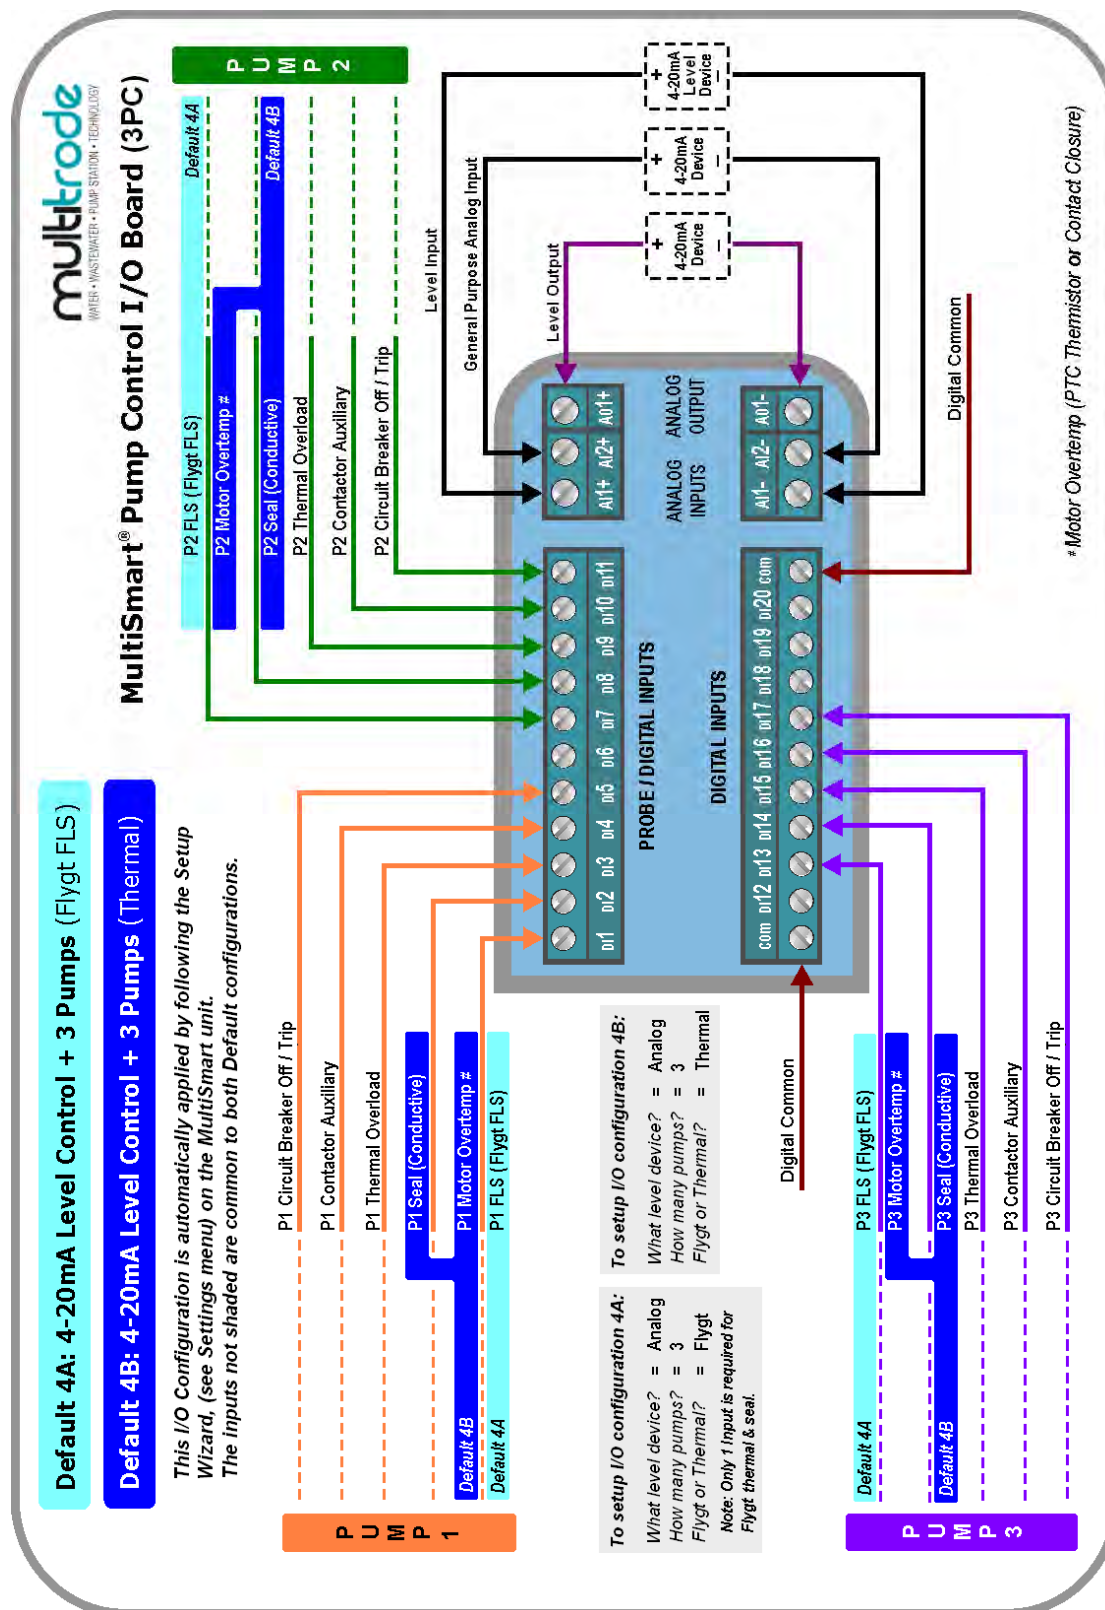 Default 4A: 4-20mA Level Control + 3 Pumps (Flygt FLS)
Default 4B: 4-20mA Level Control + 3 Pumps (Thermal)
multitrode
WATER • WASTEWATER • PUMP STATION • TECHNOLOGY
MultiSmart® Pump Control I/O Board (3PC)
This I/O Configuration is automatically applied by following the Setup
Wizard, (see Settings menu) on the MultiSmart unit.
The inputs not shaded are common to both Default configurations.
PUMP 1
P1 Circuit Breaker Off / Trip
P1 Contactor Auxiliary
P1 Thermal Overload
P1 Seal (Conductive)
Default 4B
P1 Motor Overtemp #
Default 4A
P1 FLS (Flygt FLS)
PUMP 2
P2 FLS (Flygt FLS)
Default 4A
P2 Motor Overtemp #
P2 Seal (Conductive)
Default 4B
P2 Thermal Overload
P2 Contactor Auxiliary
P2 Circuit Breaker Off / Trip
Level Input
General Purpose Analog Input
Level Output
+
4-20mA
Level
Device
–
+
4-20mA
Device
–
+
4-20mA
Device
–
DI1 DI2 DI3 DI4 DI5 DI6 DI7 DI8 DI9 DI10 DI11
AI1+ AI2+ AO1+
PROBE / DIGITAL INPUTS
ANALOG
INPUTS
ANALOG
OUTPUT
DIGITAL INPUTS
com DI12 DI13 DI14 DI15 DI16 DI17 DI18 DI19 DI20 com
AI1- AI2- AO1-
To setup I/O configuration 4A:
What level device? = Analog
How many pumps? = 3
Flygt or Thermal? = Flygt
Note: Only 1 Input is required for
Flygt thermal & seal.
To setup I/O configuration 4B:
What level device? = Analog
How many pumps? = 3
Flygt or Thermal? = Thermal
Digital Common
Digital Common
PUMP 3
Default 4A
P3 FLS (Flygt FLS)
P3 Motor Overtemp #
Default 4B
P3 Seal (Conductive)
P3 Thermal Overload
P3 Contactor Auxiliary
P3 Circuit Breaker Off / Trip
# Motor Overtemp (PTC Thermistor or Contact Closure)